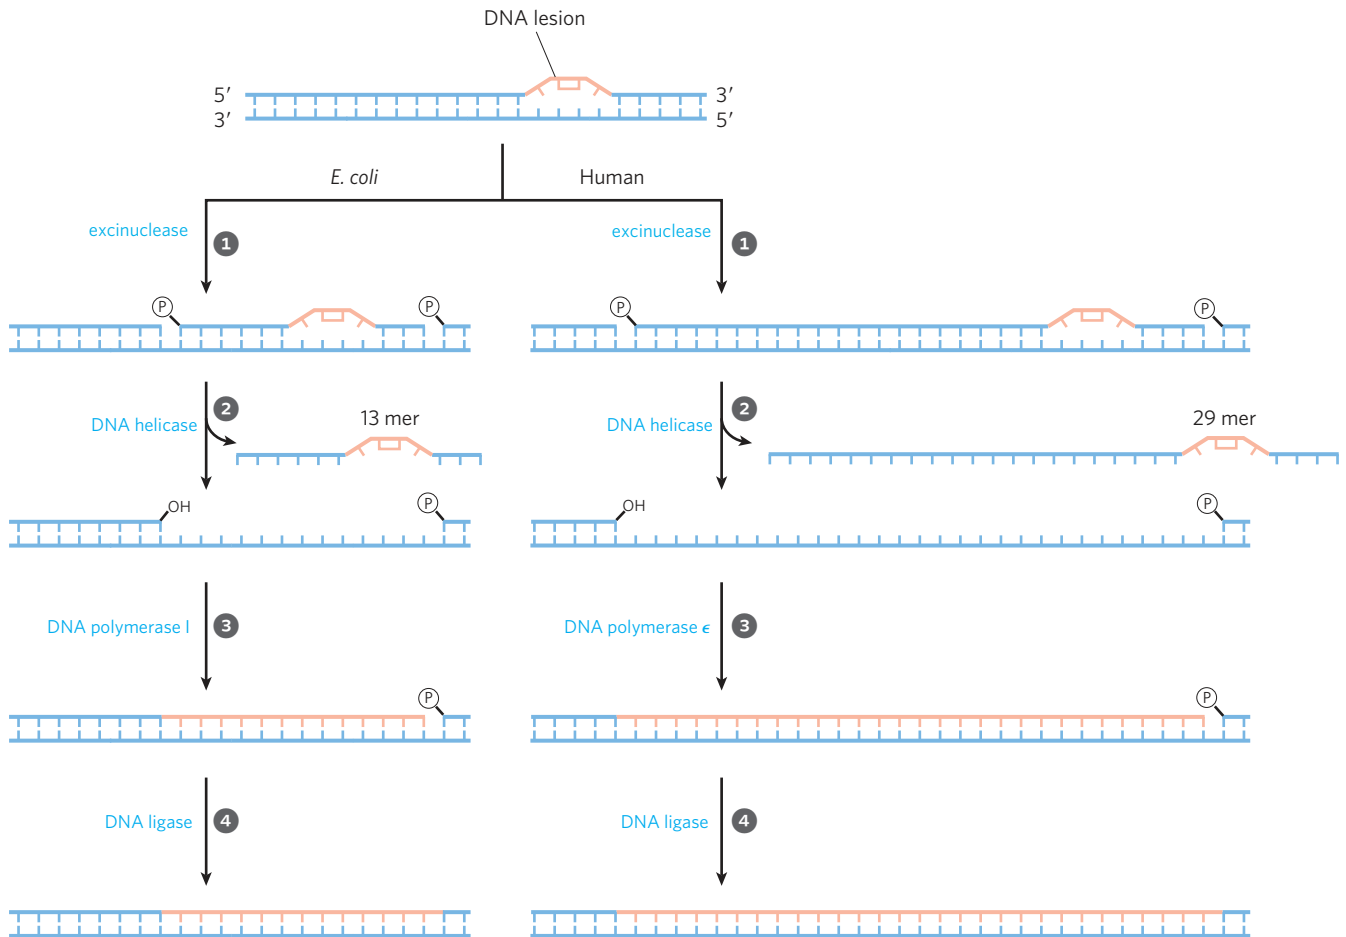 DNA lesion
5′ 3′
3′ 5′
E. coli Human
excinuclease 1 excinuclease 1
P P P P
DNA helicase 2 13 mer DNA helicase 2 29 mer
OH P OH P
DNA polymerase I 3 DNA polymerase ϵ 3
P P
DNA ligase 4 DNA ligase 4